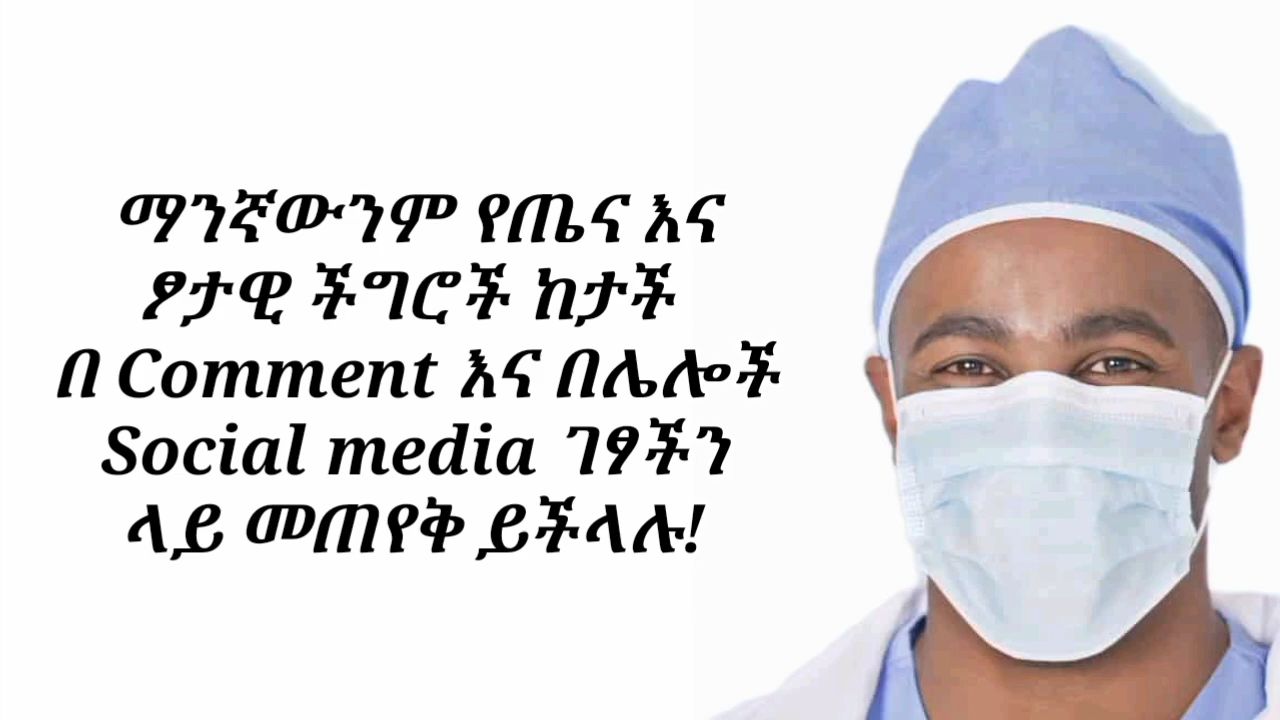 ማንኛውንም የጤና እና
ፆታዊ ችግሮች ከታች
በ Comment እና በሌሎች
Social media ገፃችን
ላይ መጠየቅ ይችላሉ!